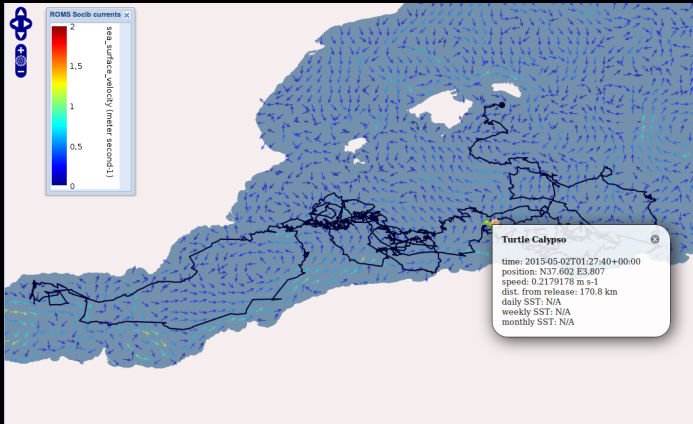 ROMS Socib currents
2
1,5
1
0,5
0
sea_surface_velocity (meter second-1)
Turtle Calypso
time: 2015-05-02T01:27:40+00:00
position: N37.602 E3.807
speed: 0.2179178 m s-1
dist. from release: 170.8 km
daily SST: N/A
weekly SST: N/A
monthly SST: N/A